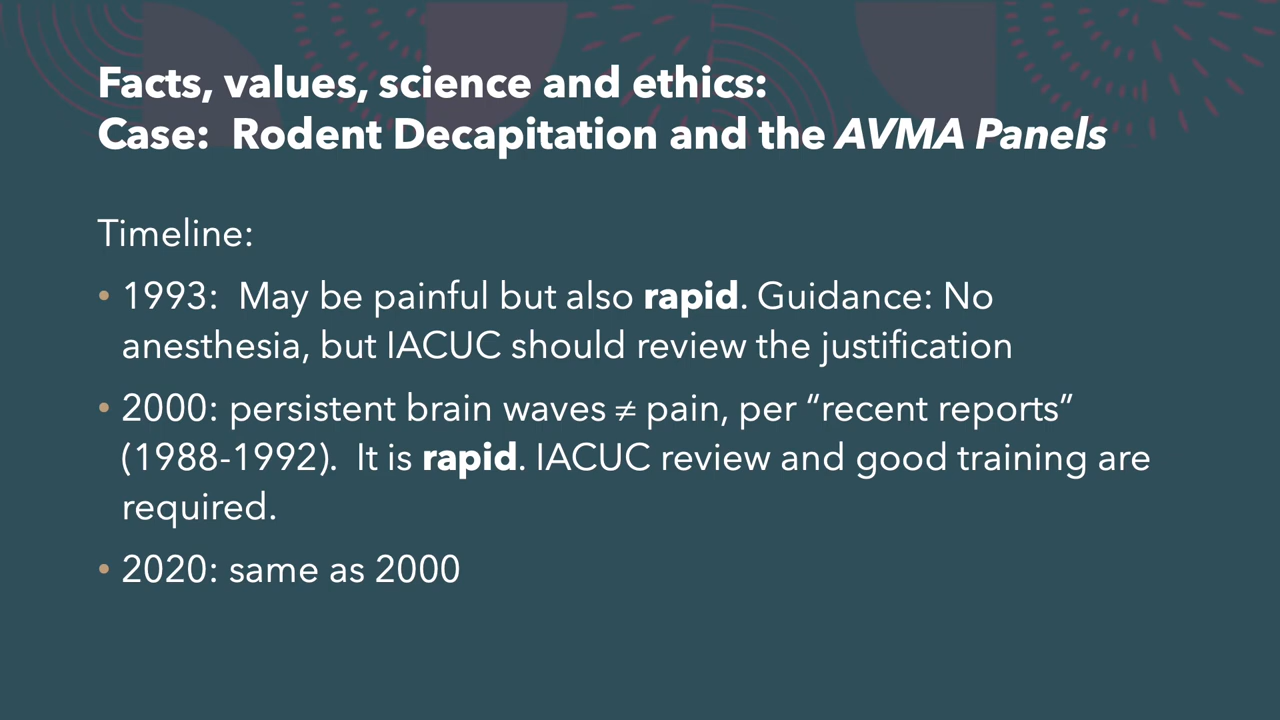 Facts, values, science and ethics:
Case:  Rodent Decapitation and the AVMA Panels
Timeline:
• 1993:  May be painful but also rapid. Guidance: No
anesthesia, but IACUC should review the justification
• 2000: persistent brain waves ≠ pain, per “recent reports”
(1988-1992).  It is rapid. IACUC review and good training are
required.
• 2020: same as 2000